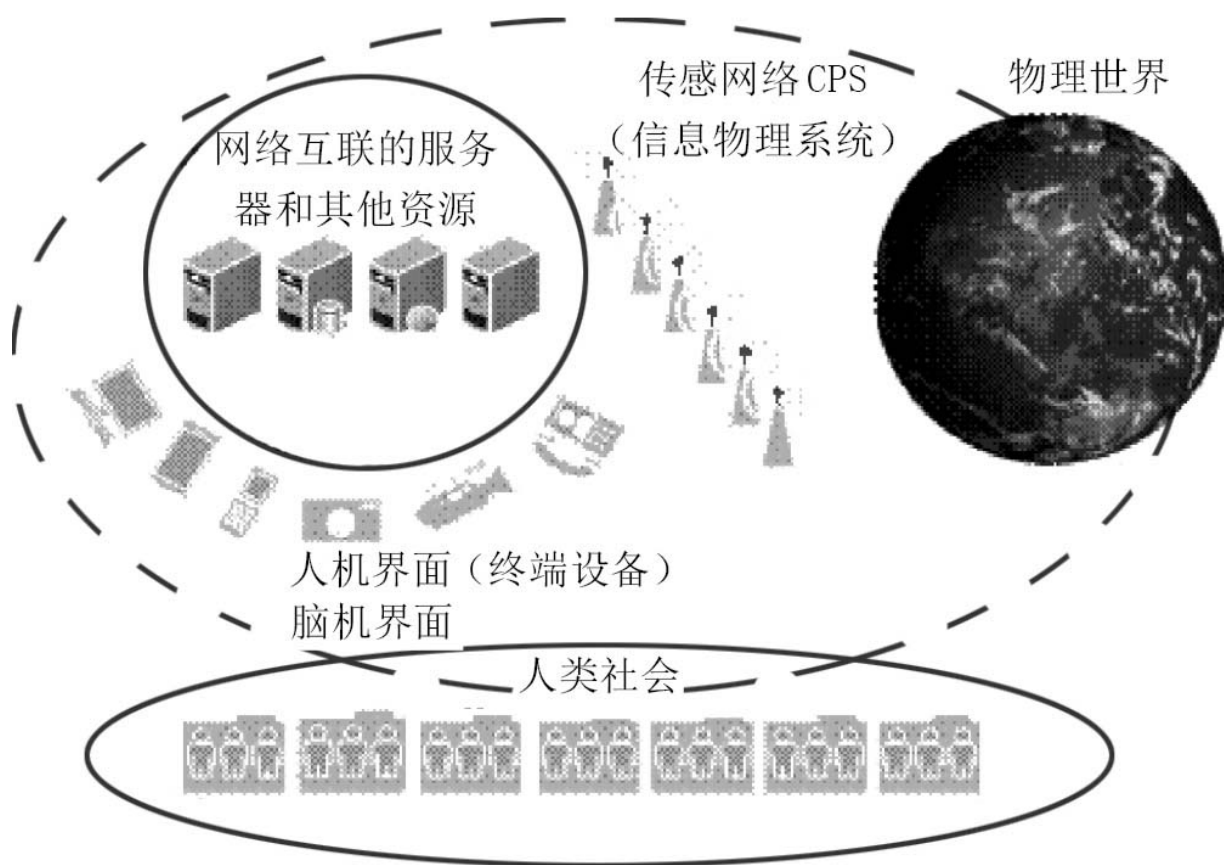 传感网络CPS
（信息物理系统）
物理世界
网络互联的服务
器和其他资源
人机界面（终端设备）
脑机界面
人类社会